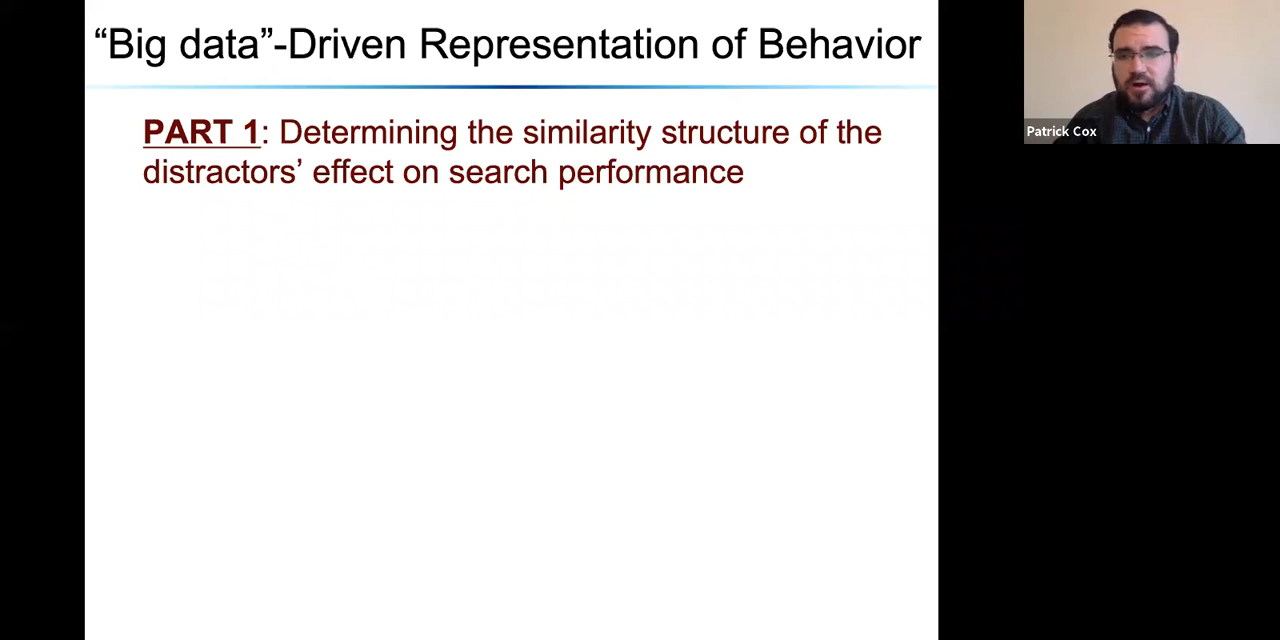 “Big data”-Driven Representation of Behavior
PART 1: Determining the similarity structure of the
distractors’ effect on search performance
Patrick Cox